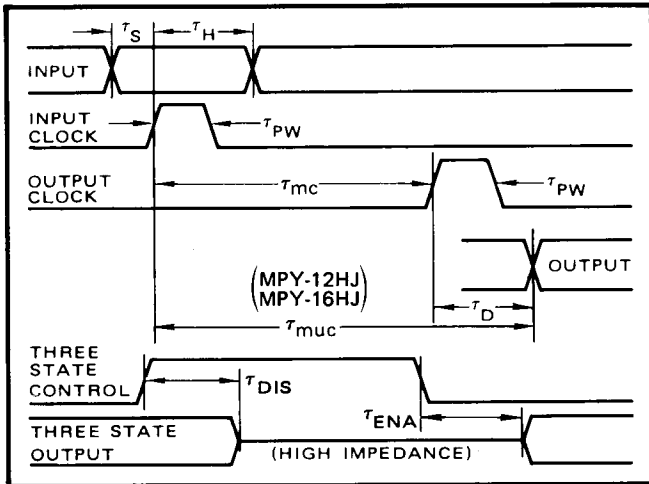 τS
τH
INPUT
INPUT
CLOCK
τPW
OUTPUT
CLOCK
τmc
τPW
OUTPUT
(MPY-12HJ
MPY-16HJ)
τD
τmuc
THREE
STATE
CONTROL
τDIS
τENA
THREE STATE
OUTPUT
(HIGH IMPEDANCE)